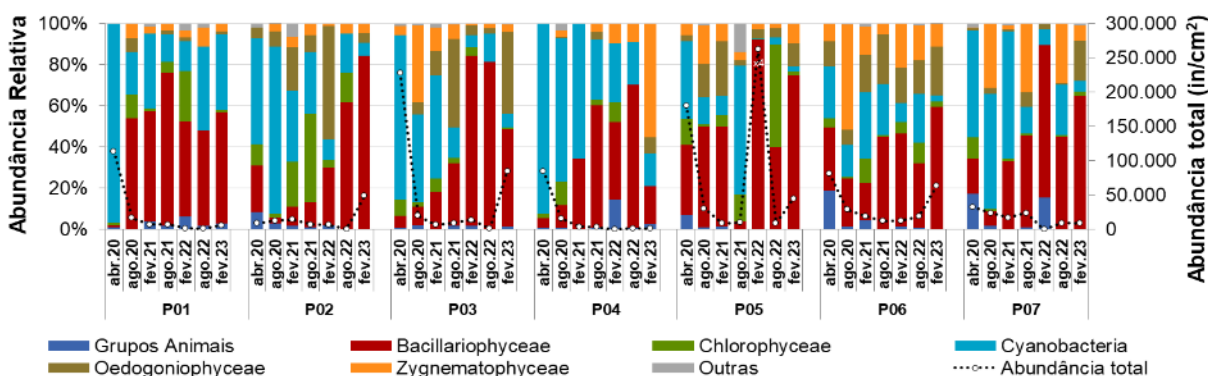 Abundância Relativa
100%
80%
60%
40%
20%
0%
300.000
250.000
200.000
150.000
100.000
50.000
0
Abundância total (in/cm²)
x4
abr.20 ago.20 fev.21 ago.21 fev.22 ago.22 fev.23
abr.20 ago.20 fev.21 ago.21 fev.22 ago.22 fev.23
abr.20 ago.20 fev.21 ago.21 fev.22 ago.22 fev.23
abr.20 ago.20 fev.21 ago.21 fev.22 ago.22 fev.23
abr.20 ago.20 fev.21 ago.21 fev.22 ago.22 fev.23
abr.20 ago.20 fev.21 ago.21 fev.22 ago.22 fev.23
abr.20 ago.20 fev.21 ago.21 fev.22 ago.22 fev.23
P01 P02 P03 P04 P05 P06 P07
Grupos Animais Bacillariophyceae Chlorophyceae Cyanobacteria
Oedogoniophyceae Zygnematophyceae Outras Abundância total